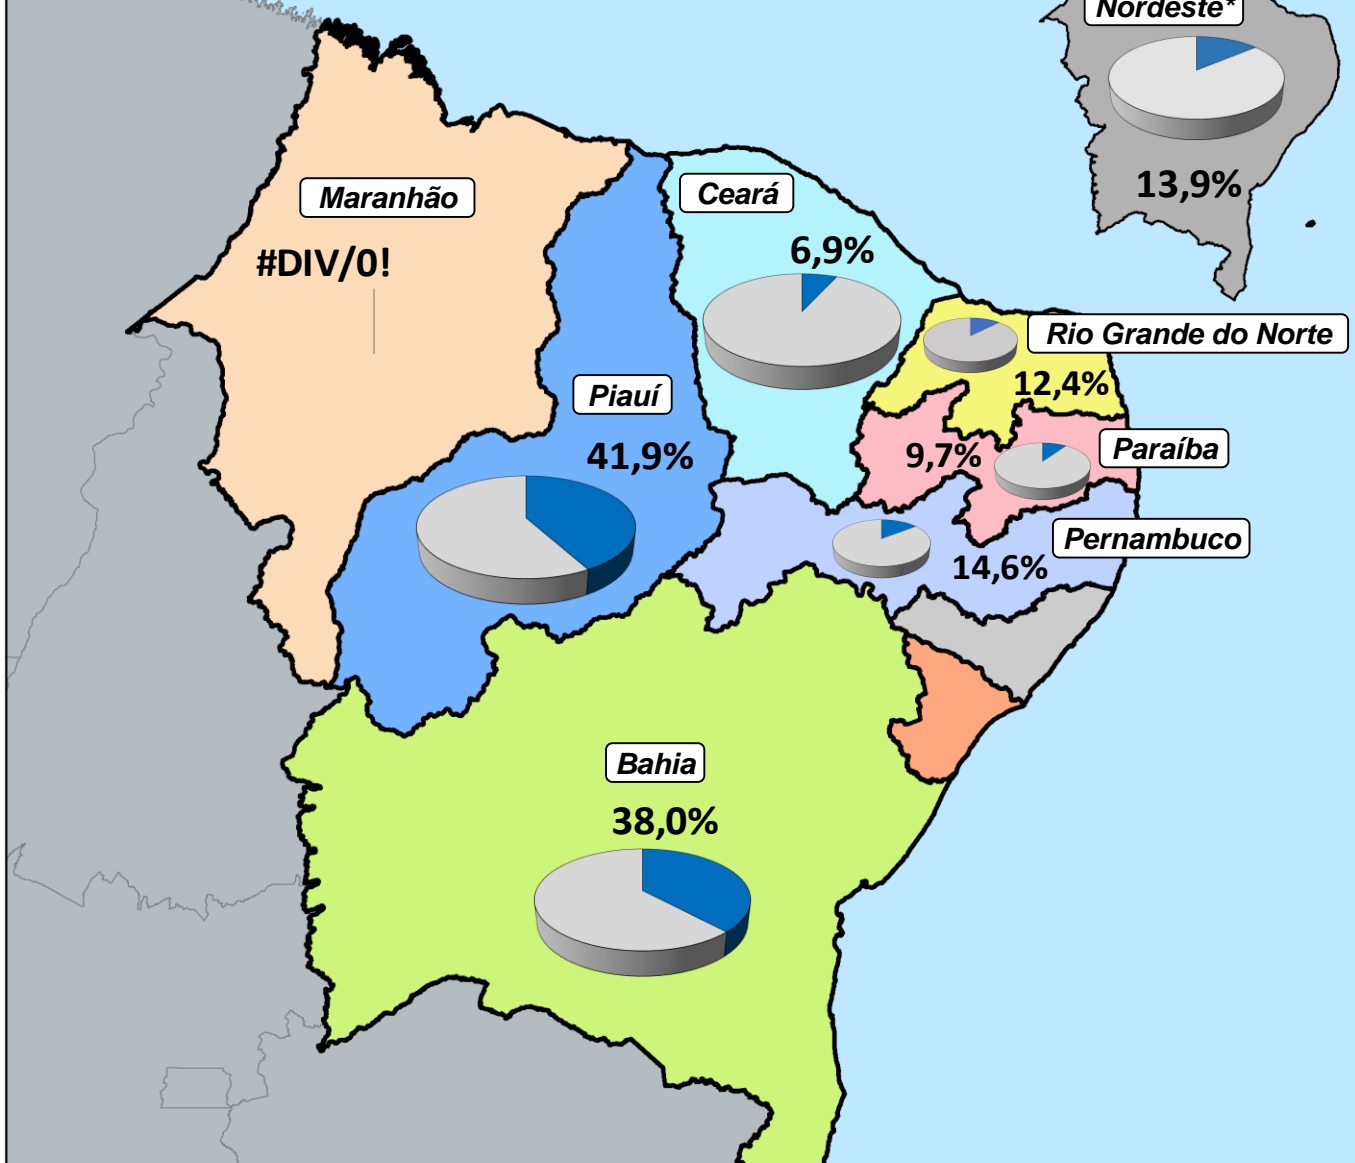 Nordeste*
13,9%
Maranhão
#DIV/0!
Ceará
6,9%
Rio Grande do Norte
12,4%
Piauí
41,9%
Paraíba
9,7%
Pernambuco
14,6%
Bahia
38,0%